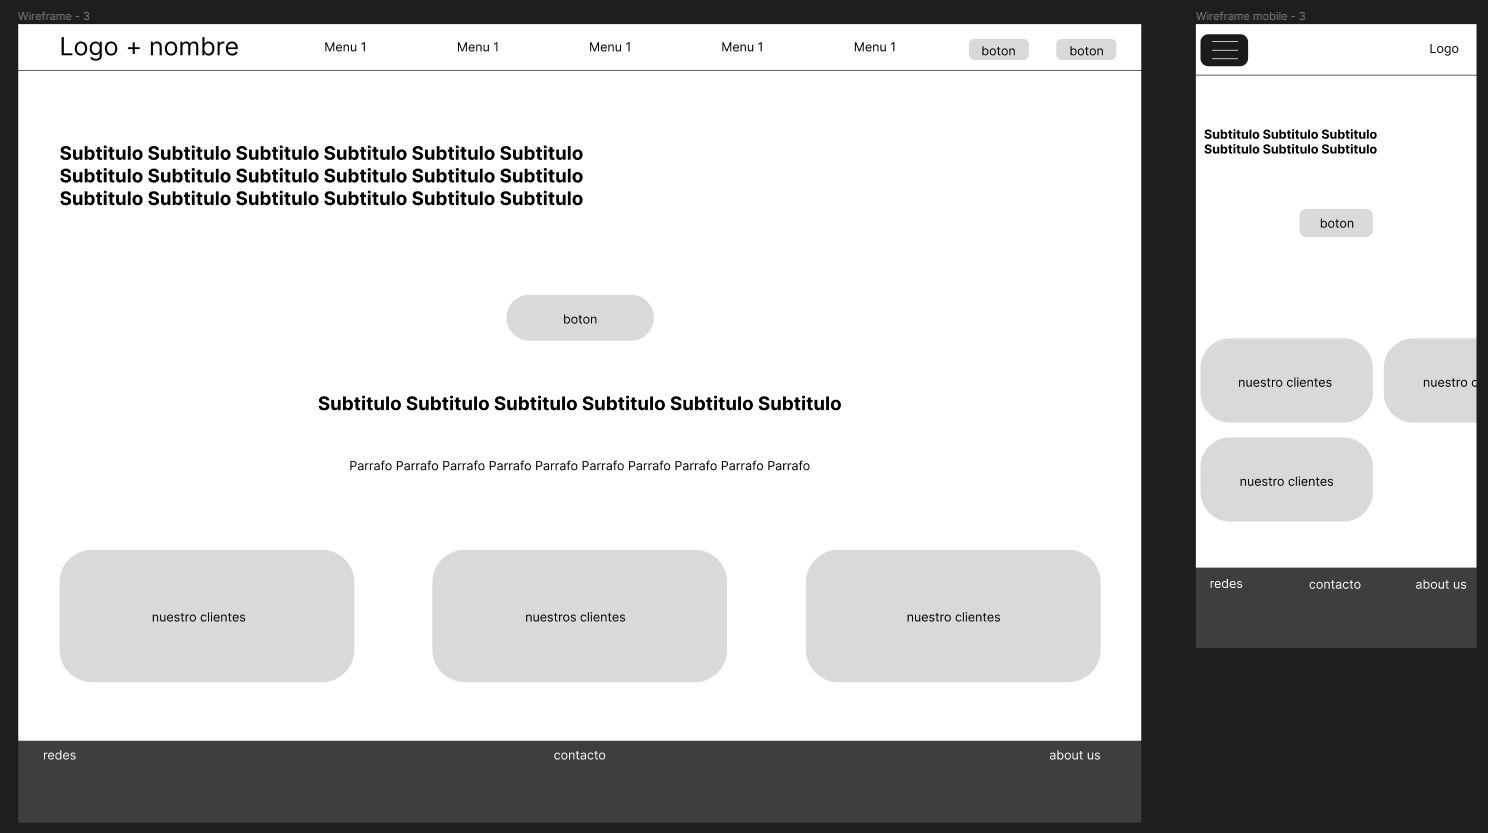 Wireframe - 3
Logo + nombre
Menu 1
Menu 1
Menu 1
Menu 1
Menu 1
boton
boton
Subtitulo Subtitulo Subtitulo Subtitulo Subtitulo Subtitulo
Subtitulo Subtitulo Subtitulo Subtitulo Subtitulo Subtitulo
Subtitulo Subtitulo Subtitulo Subtitulo Subtitulo Subtitulo
boton
Subtitulo Subtitulo Subtitulo Subtitulo Subtitulo Subtitulo
Parrafo Parrafo Parrafo Parrafo Parrafo Parrafo Parrafo Parrafo Parrafo Parrafo
nuestro clientes
nuestros clientes
nuestro clientes
redes
contacto
about us
Wireframe mobile - 3
Logo
Subtitulo Subtitulo Subtitulo
Subtitulo Subtitulo Subtitulo
boton
nuestro clientes
nuestro c
nuestro clientes
redes
contacto
about us